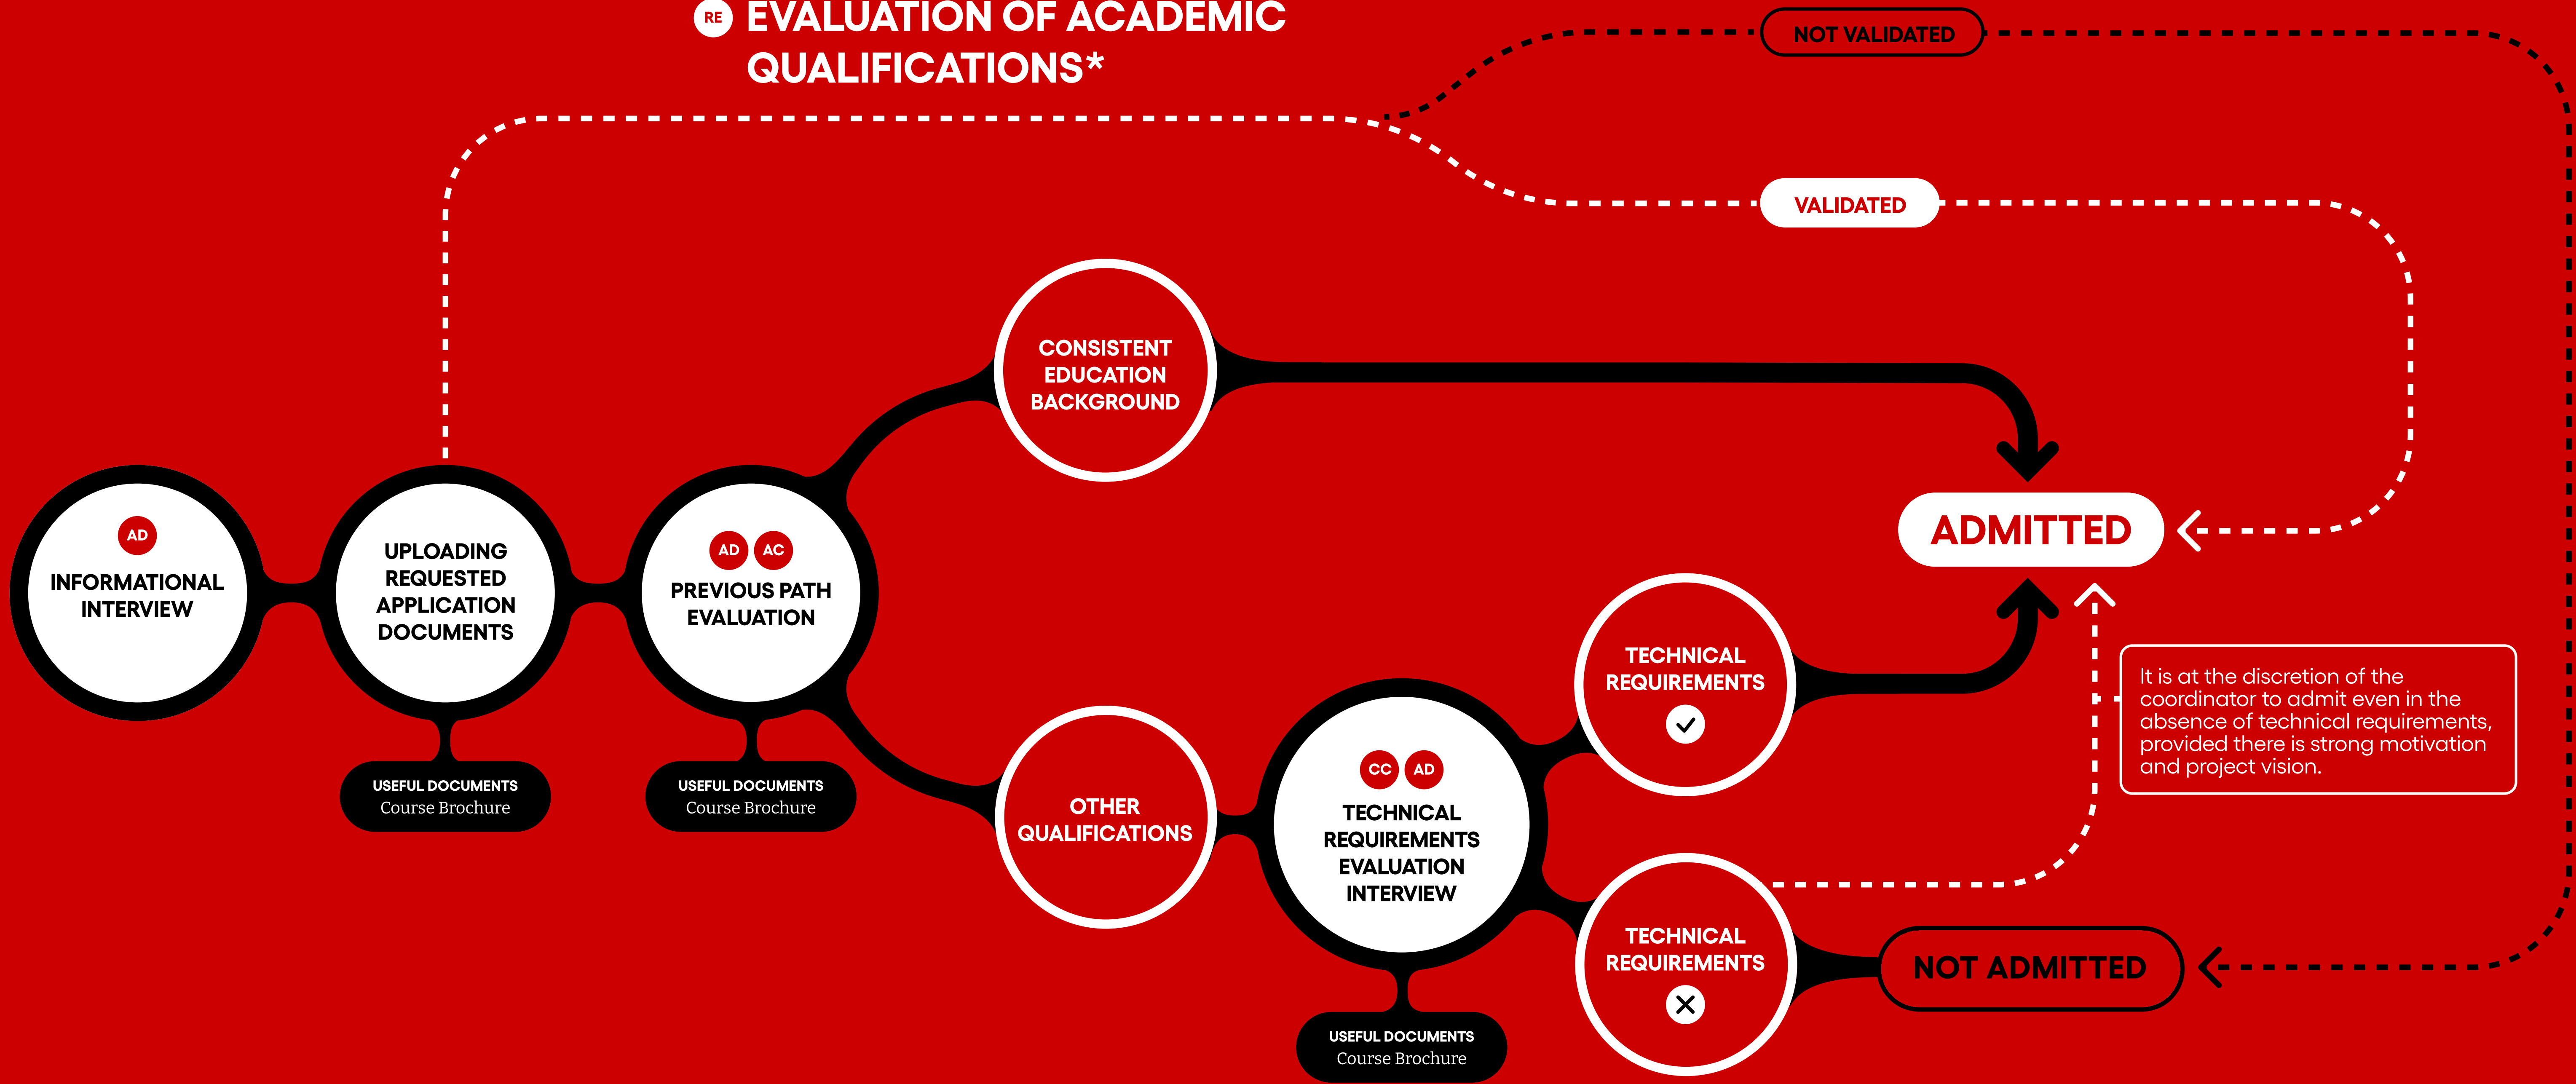 RE
EVALUATION OF ACADEMIC
QUALIFICATIONS*
NOT VALIDATED
VALIDATED
CONSISTENT
EDUCATION
BACKGROUND
AD
INFORMATIONAL
INTERVIEW
UPLOADING
REQUESTED
APPLICATION
DOCUMENTS
USEFUL DOCUMENTS
Course Brochure
AD AC
PREVIOUS PATH
EVALUATION
USEFUL DOCUMENTS
Course Brochure
OTHER
QUALIFICATIONS
CC AD
TECHNICAL
REQUIREMENTS
EVALUATION
INTERVIEW
USEFUL DOCUMENTS
Course Brochure
TECHNICAL
REQUIREMENTS
TECHNICAL
REQUIREMENTS
ADMITTED
It is at the discretion of the
coordinator to admit even in the
absence of technical requirements,
provided there is strong motivation
and project vision.
NOT ADMITTED